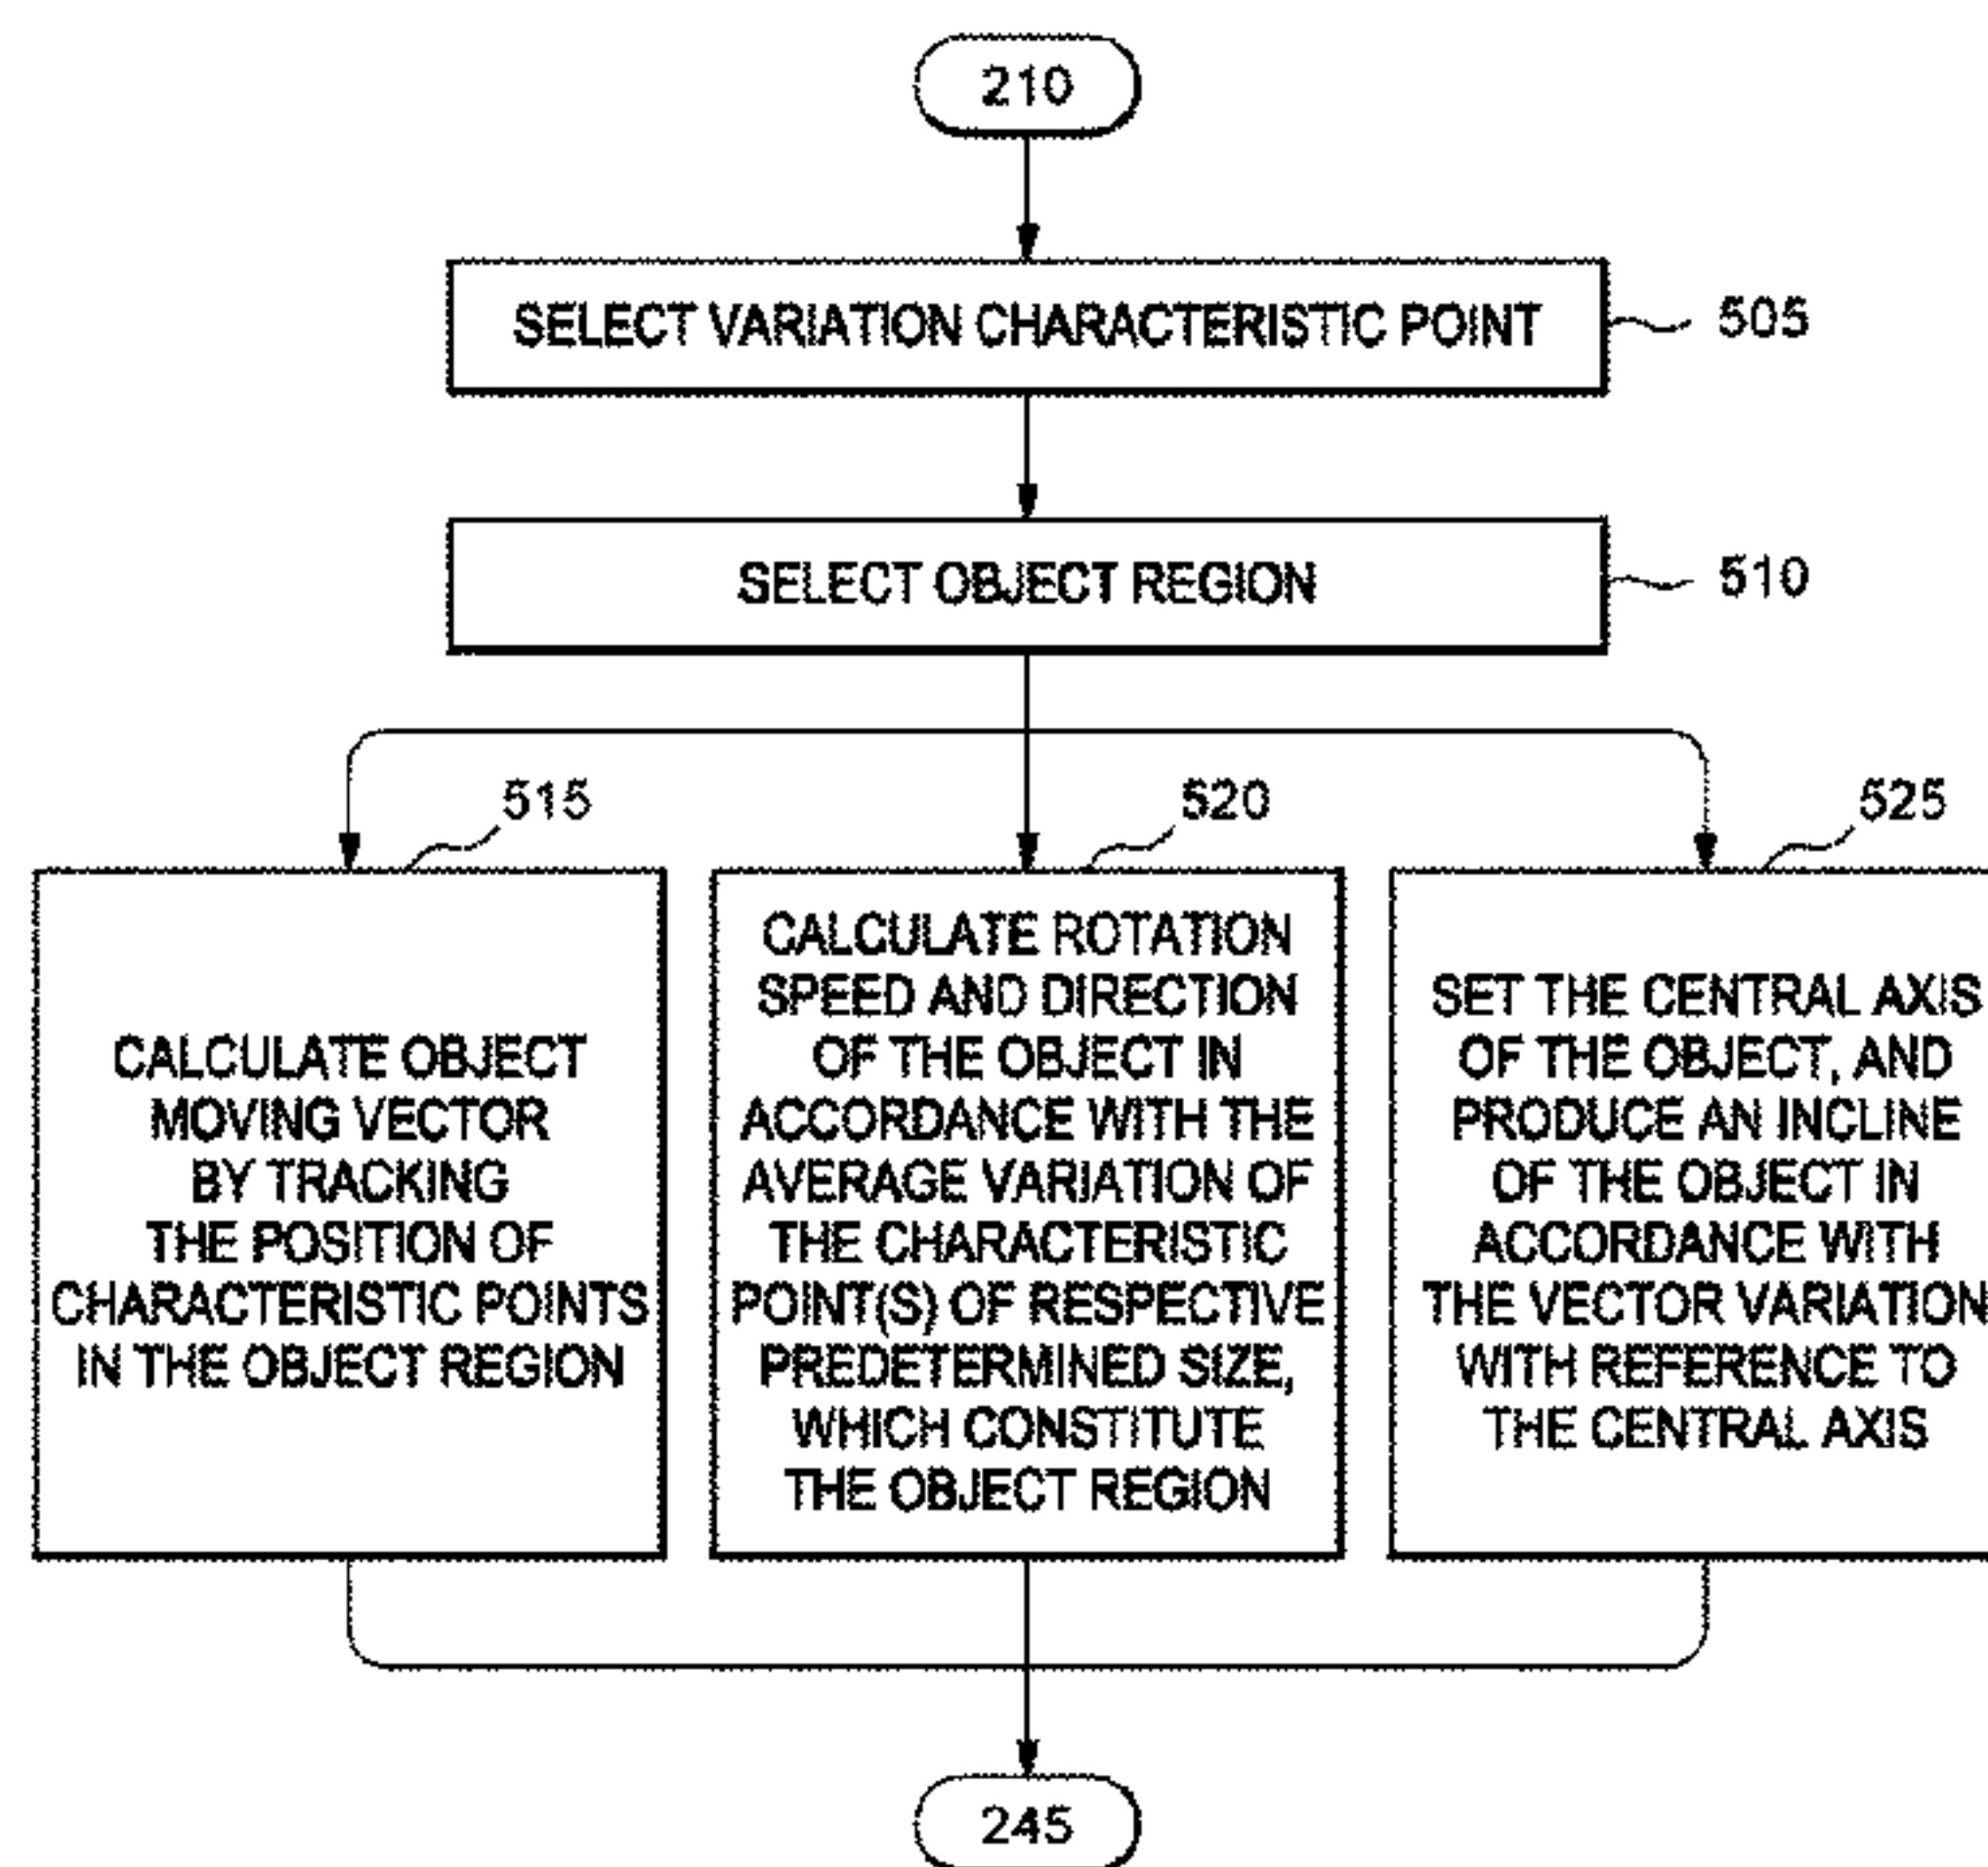 210
SELECT VARIATION CHARACTERISTIC POINT
505
SELECT OBJECT REGION
510
515
CALCULATE OBJECT
MOVING VECTOR
BY TRACKING
THE POSITION OF
CHARACTERISTIC POINTS
IN THE OBJECT REGION
520
CALCULATE ROTATION
SPEED AND DIRECTION
OF THE OBJECT IN
ACCORDANCE WITH THE
AVERAGE VARIATION OF
THE CHARACTERISTIC
POINT(S) OF RESPECTIVE
PREDETERMINED SIZE,
WHICH CONSTITUTE
THE OBJECT REGION
525
SET THE CENTRAL AXIS
OF THE OBJECT, AND
PRODUCE AN INCLINE
OF THE OBJECT IN
ACCORDANCE WITH
THE VECTOR VARIATION
WITH REFERENCE TO
THE CENTRAL AXIS
245